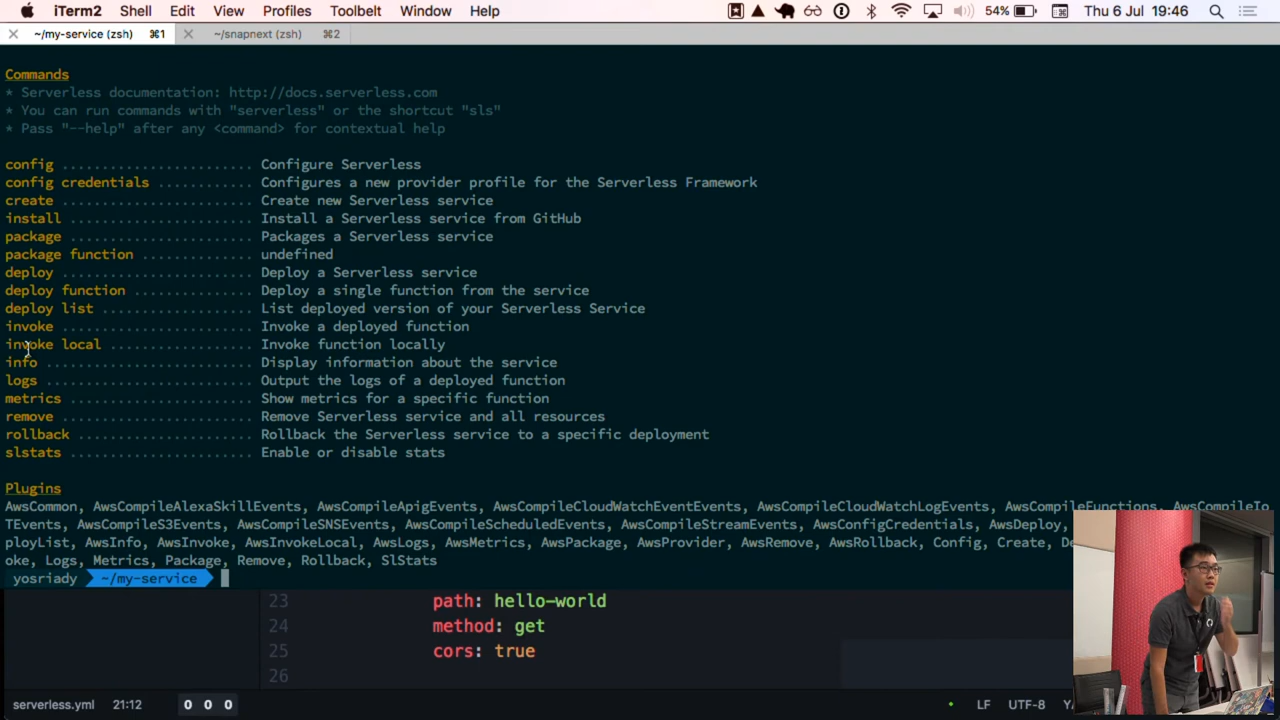 iTerm2 Shell Edit View Profiles Toolbelt Window Help 54% Thu 6 Jul 19:46
~/my-service (zsh) ⌘1 ~/snapnext (zsh) ⌘2
Commands
* Serverless documentation: http://docs.serverless.com
* You can run commands with "serverless" or the shortcut "sls"
* Pass "--help" after any <command> for contextual help
config ........................ Configure Serverless
config credentials ............ Configures a new provider profile for the Serverless Framework
create ........................ Create new Serverless service
install ....................... Install a Serverless service from GitHub
package ....................... Packages a Serverless service
package function .............. undefined
deploy ........................ Deploy a Serverless service
deploy function ............... Deploy a single function from the service
deploy list ................... List deployed version of your Serverless Service
invoke ........................ Invoke a deployed function
invoke local .................. Invoke function locally
info .......................... Display information about the service
logs .......................... Output the logs of a deployed function
metrics ....................... Show metrics for a specific function
remove ........................ Remove Serverless service and all resources
rollback ...................... Rollback the Serverless service to a specific deployment
slstats ....................... Enable or disable stats
Plugins
AwsCommon, AwsCompileAlexaSkillEvents, AwsCompileApigEvents, AwsCompileCloudWatchEventEvents, AwsCompileCloudWatchLogEvents, AwsCompileFunctions, AwsCompileIo
TEvents, AwsCompileS3Events, AwsCompileSNSEvents, AwsCompileScheduledEvents, AwsCompileStreamEvents, AwsConfigCredentials, AwsDeploy,
ployList, AwsInfo, AwsInvoke, AwsInvokeLocal, AwsLogs, AwsMetrics, AwsPackage, AwsProvider, AwsRemove, AwsRollback, Config, Create, De
oke, Logs, Metrics, Package, Remove, Rollback, SlStats
yosriady ~/my-service
23 path: hello-world
24 method: get
25 cors: true
26
serverless.yml 21:12 0 0 0 LF UTF-8 YA